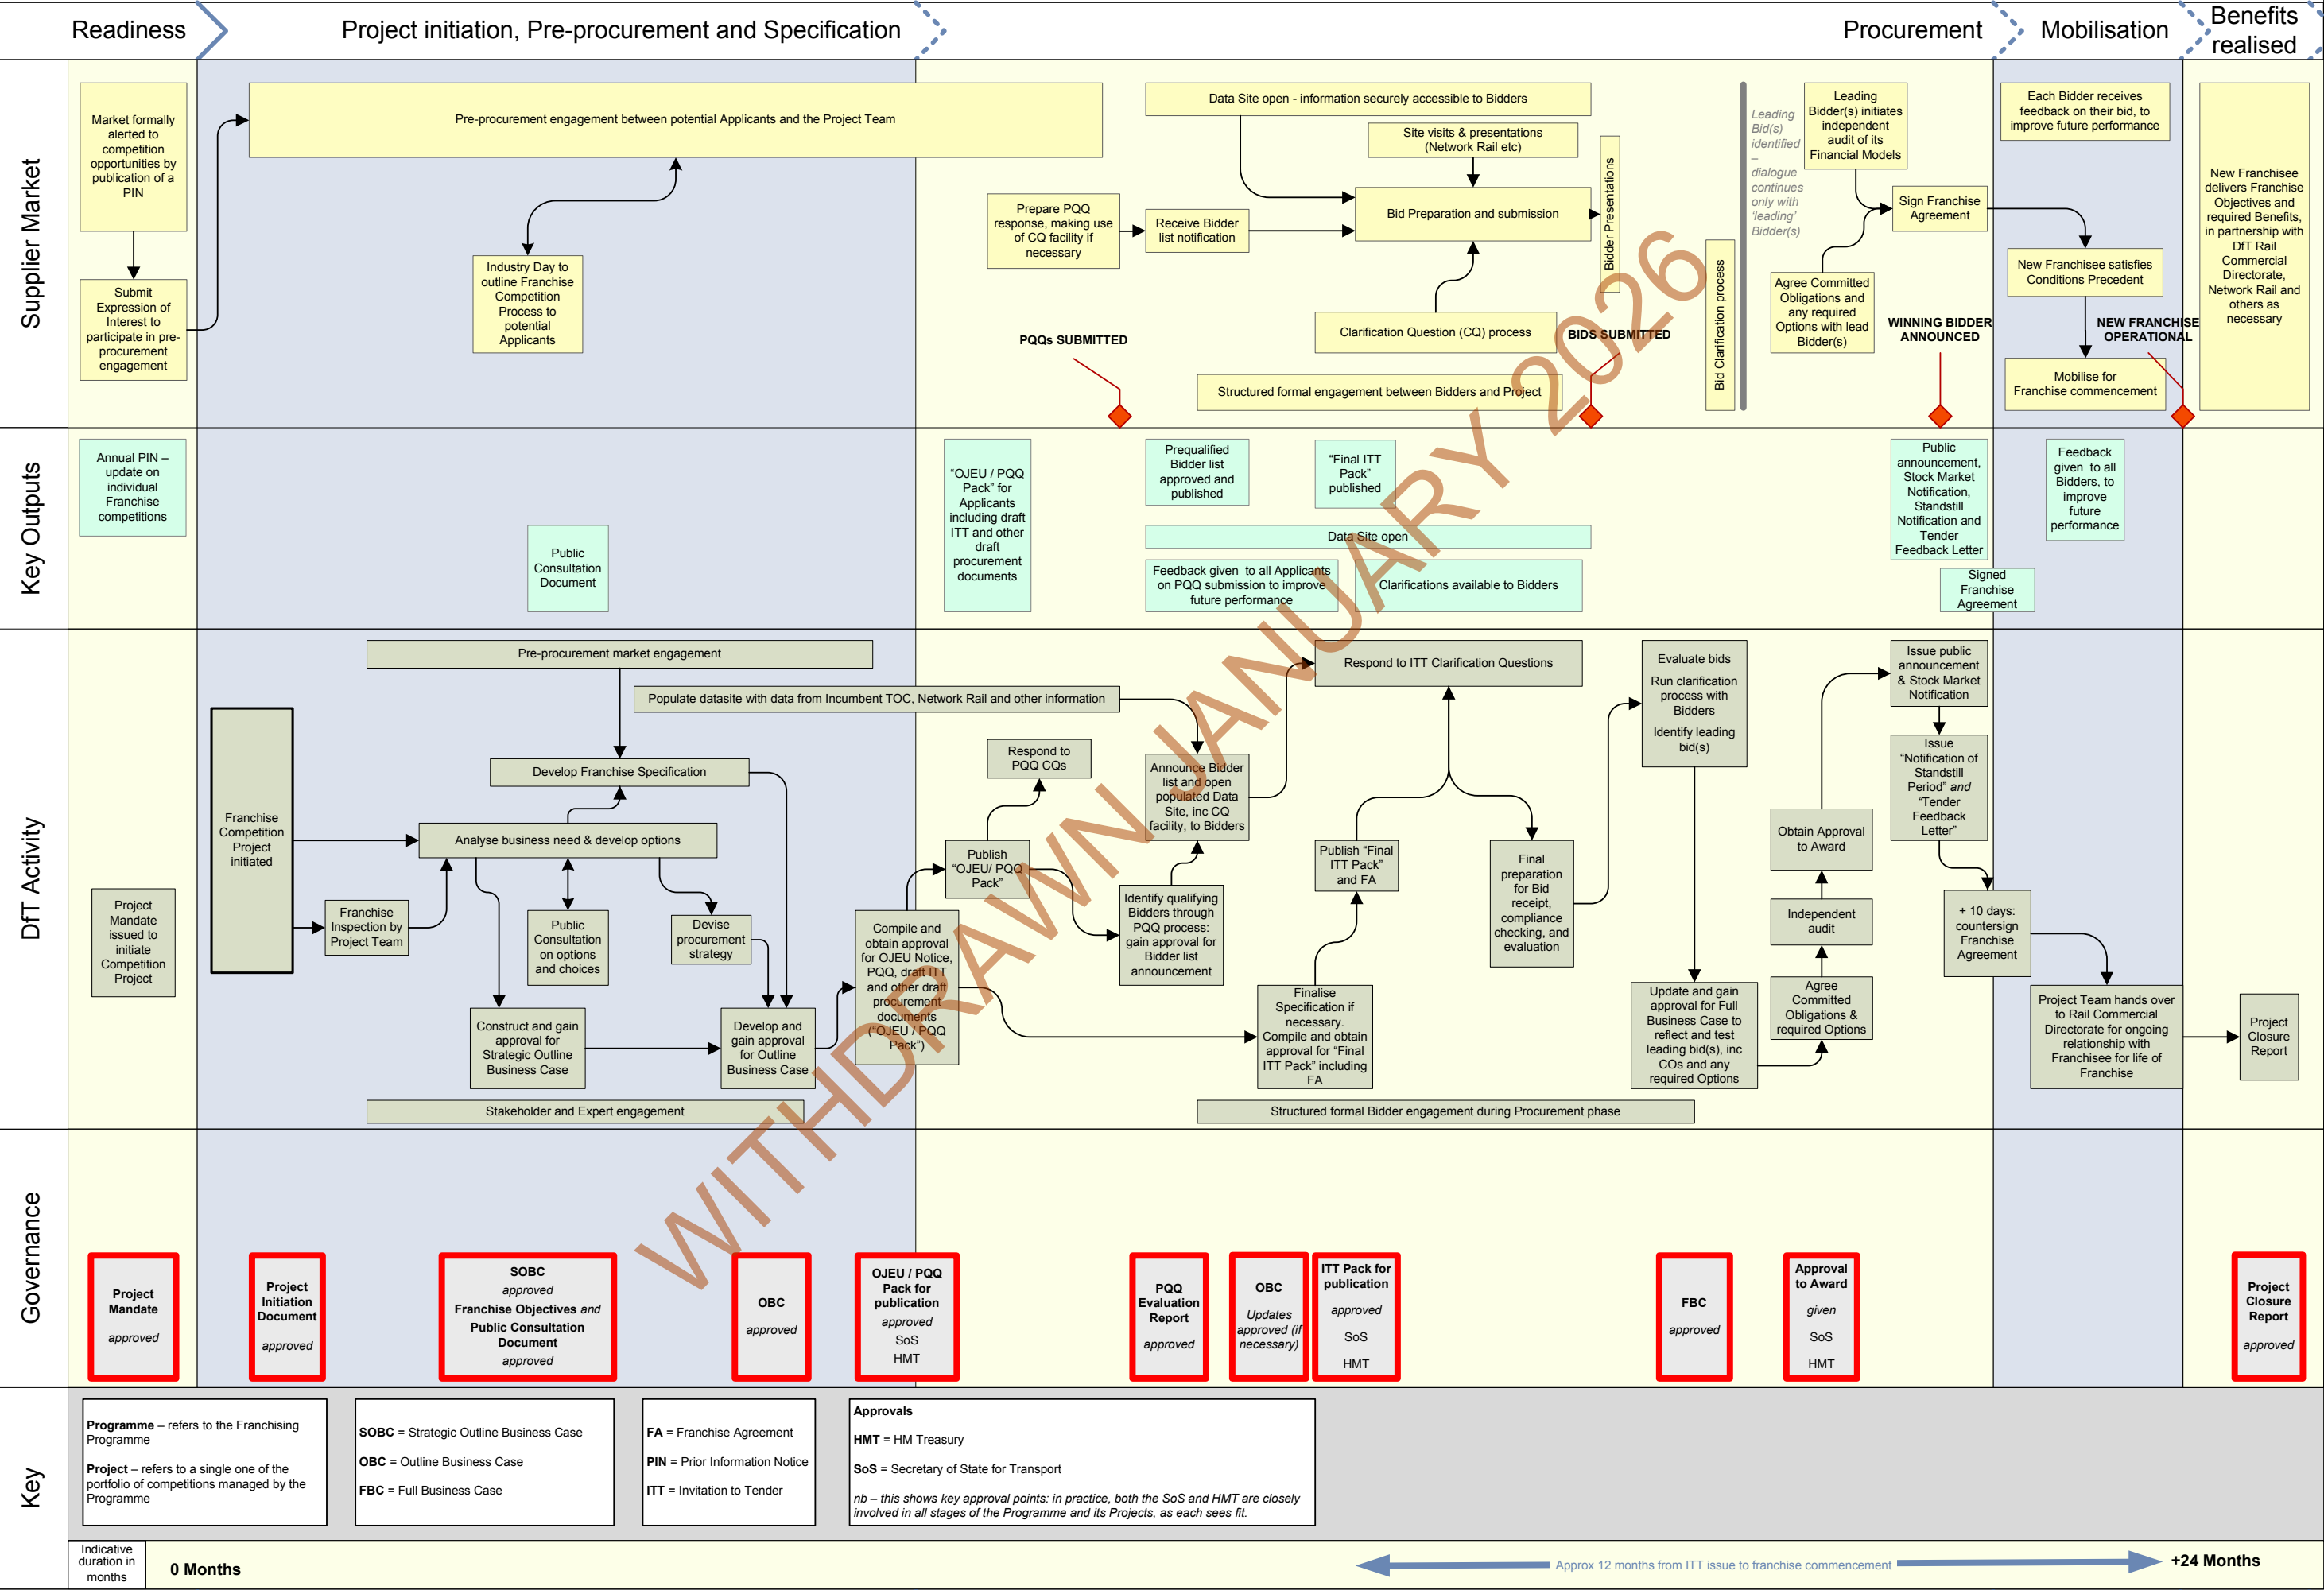 Readiness
Project initiation, Pre-procurement and Specification
Procurement
Mobilisation
Benefits
realised
Supplier Market
Market formally
alerted to
competition
opportunities by
publication of a
PIN
Submit
Expression of
Interest to
participate in pre-
procurement
engagement
Pre-procurement engagement between potential Applicants and the Project Team
Industry Day to
outline Franchise
Competition
Process to
potential
Applicants
Prepare PQQ
response, making use
of CQ facility if
necessary
Receive Bidder
list notification
Data Site open - information securely accessible to Bidders
Site visits & presentations
(Network Rail etc)
Bid Preparation and submission
Bidder Presentations
Clarification Question (CQ) process
Structured formal engagement between Bidders and Project
PQQs SUBMITTED
BIDS SUBMITTED
Bid Clarification process
Leading
Bid(s)
identified
–
dialogue
continues
only with
'leading'
Bidder(s)
Leading
Bidder(s) initiates
independent
audit of its
Financial Models
Sign Franchise
Agreement
Agree Committed
Obligations and
any required
Options with lead
Bidder(s)
WINNING BIDDER
ANNOUNCED
Each Bidder receives
feedback on their bid, to
improve future performance
New Franchisee satisfies
Conditions Precedent
NEW FRANCHISE
OPERATIONAL
Mobilise for
Franchise commencement
New Franchisee
delivers Franchise
Objectives and
required Benefits,
in partnership with
DfT Rail
Commercial
Directorate,
Network Rail and
others as
necessary
Key Outputs
Annual PIN –
update on
individual
Franchise
competitions
Public
Consultation
Document
“OJEU / PQQ
Pack” for
Applicants
including draft
ITT and other
draft
procurement
documents
Prequalified
Bidder list
approved and
published
“Final ITT
Pack”
published
Data Site open
Feedback given to all Applicants
on PQQ submission to improve
future performance
Clarifications available to Bidders
Public
announcement,
Stock Market
Notification,
Standstill
Notification and
Tender
Feedback Letter
Signed
Franchise
Agreement
Feedback
given to all
Bidders, to
improve
future
performance
DfT Activity
Project
Mandate
issued to
initiate
Competition
Project
Franchise
Competition
Project
initiated
Pre-procurement market engagement
Populate datasite with data from Incumbent TOC, Network Rail and other information
Develop Franchise Specification
Analyse business need & develop options
Franchise
Inspection by
Project Team
Public
Consultation
on options
and choices
Devise
procurement
strategy
Construct and gain
approval for
Strategic Outline
Business Case
Develop and
gain approval
for Outline
Business Case
Stakeholder and Expert engagement
Compile and
obtain approval
for OJEU Notice,
PQQ, draft ITT
and other draft
procurement
documents
(“OJEU / PQQ
Pack”)
Publish
“OJEU/ PQQ
Pack”
Respond to
PQQ CQs
Announce Bidder
list and open
populated Data
Site, inc CQ
facility, to Bidders
Identify qualifying
Bidders through
PQQ process:
gain approval for
Bidder list
announcement
Respond to ITT Clarification Questions
Publish “Final
ITT Pack”
and FA
Finalise
Specification if
necessary.
Compile and obtain
approval for “Final
ITT Pack” including
FA
Final
preparation
for Bid
receipt,
compliance
checking, and
evaluation
Structured formal Bidder engagement during Procurement phase
Evaluate bids
Run clarification
process with
Bidders
Identify leading
bid(s)
Update and gain
approval for Full
Business Case to
reflect and test
leading bid(s), inc
COs and any
required Options
Obtain Approval
to Award
Independent
audit
Agree
Committed
Obligations &
required Options
Issue public
announcement
& Stock Market
Notification
Issue
“Notification of
Standstill
Period” and
“Tender
Feedback
Letter”
+ 10 days:
countersign
Franchise
Agreement
Project Team hands over
to Rail Commercial
Directorate for ongoing
relationship with
Franchisee for life of
Franchise
Project
Closure
Report
Governance
Project
Mandate
approved
Project
Initiation
Document
approved
SOBC
approved
Franchise Objectives and
Public Consultation
Document
approved
OBC
approved
OJEU / PQQ
Pack for
publication
approved
SoS
HMT
PQQ
Evaluation
Report
approved
OBC
Updates
approved (if
necessary)
ITT Pack for
publication
approved
SoS
HMT
FBC
approved
Approval
to Award
given
SoS
HMT
Project
Closure
Report
approved
Key
Programme – refers to the Franchising
Programme
Project – refers to a single one of the
portfolio of competitions managed by the
Programme
SOBC = Strategic Outline Business Case
OBC = Outline Business Case
FBC = Full Business Case
FA = Franchise Agreement
PIN = Prior Information Notice
ITT = Invitation to Tender
Approvals
HMT = HM Treasury
SoS = Secretary of State for Transport
nb – this shows key approval points: in practice, both the SoS and HMT are closely
involved in all stages of the Programme and its Projects, as each sees fit.
Indicative
duration in
months
0 Months
Approx 12 months from ITT issue to franchise commencement
+24 Months
WITHDRAWN JANUARY 2026